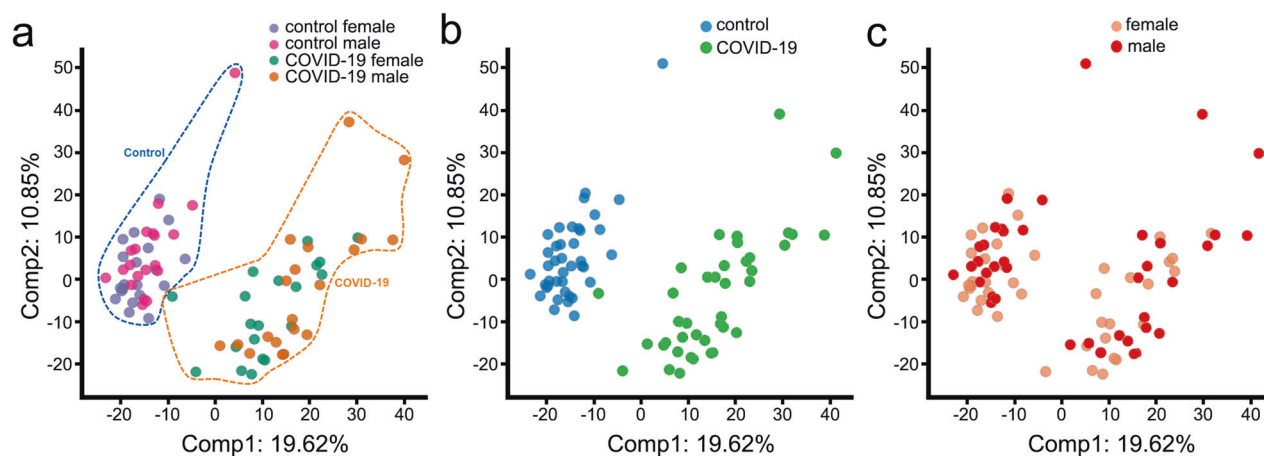 a
control female
control male
COVID-19 female
COVID-19 male
Control
COVID-19
50
40
30
20
10
0
-10
-20
-20 -10 0 10 20 30 40
Comp2: 10.85%
Comp1: 19.62%
b
control
COVID-19
50
40
30
20
10
0
-10
-20
-20 -10 0 10 20 30 40
Comp2: 10.85%
Comp1: 19.62%
c
female
male
50
40
30
20
10
0
-10
-20
-20 -10 0 10 20 30 40
Comp2: 10.85%
Comp1: 19.62%